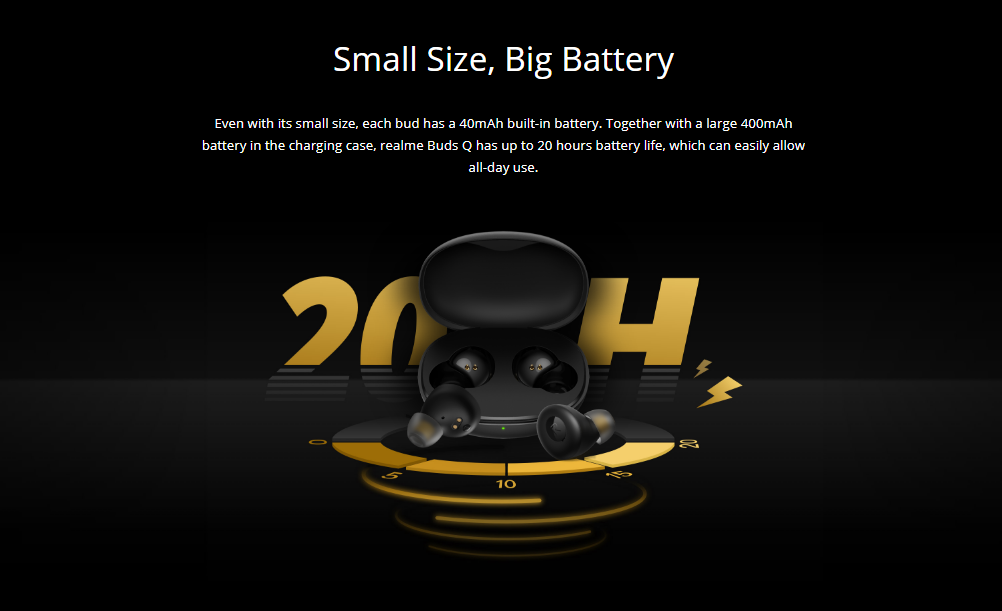 Small Size, Big Battery
Even with its small size, each bud has a 40mAh built-in battery. Together with a large 400mAh
battery in the charging case, realme Buds Q has up to 20 hours battery life, which can easily allow
all-day use.
20 H
0
5
10
15
20